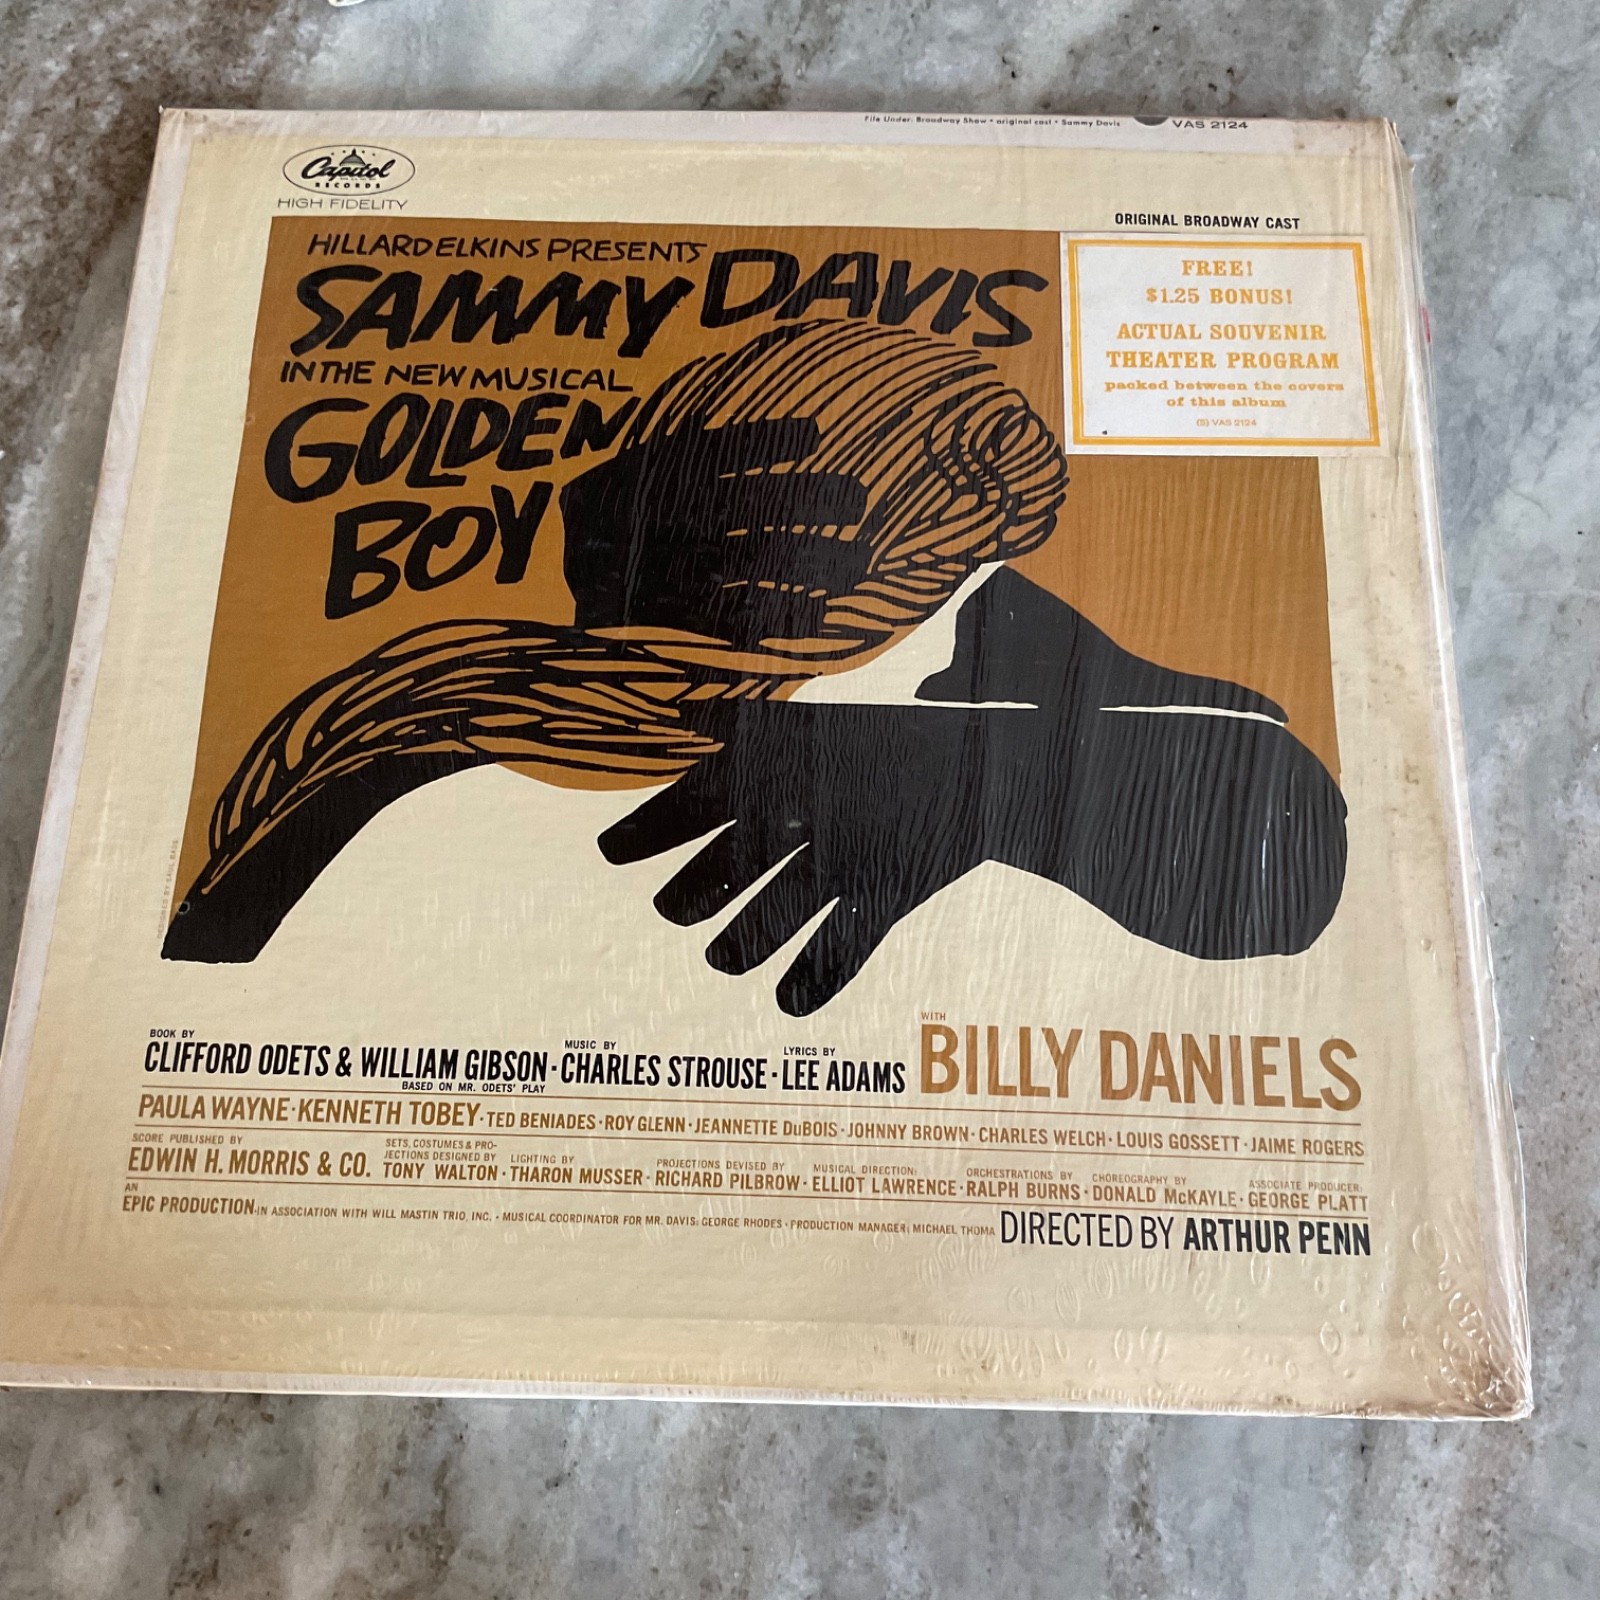 File Under: Broadway Show • original cast • Sammy Davis
VAS 2124
Capitol
RECORDS
HIGH FIDELITY
ORIGINAL BROADWAY CAST
HILLARD ELKINS PRESENTS
SAMMY DAVIS
IN THE NEW MUSICAL
GOLDEN
BOY
FREE!
$1.25 BONUS!
ACTUAL SOUVENIR
THEATER PROGRAM
packed between the covers
of this album
(S) VAS 2124
DESIGNED BY SAUL BASS
BOOK BY
CLIFFORD ODETS & WILLIAM GIBSON •
BASED ON MR. ODETS' PLAY
MUSIC BY
CHARLES STROUSE •
LYRICS BY
LEE ADAMS
WITH
BILLY DANIELS
PAULA WAYNE • KENNETH TOBEY • TED BENIADES • ROY GLENN • JEANNETTE DuBOIS • JOHNNY BROWN • CHARLES WELCH • LOUIS GOSSETT • JAIME ROGERS
SCORE PUBLISHED BY
EDWIN H. MORRIS & CO.
SETS, COSTUMES & PRO-
JECTIONS DESIGNED BY
TONY WALTON •
LIGHTING BY
THARON MUSSER •
PROJECTIONS DEVISED BY
RICHARD PILBROW •
MUSICAL DIRECTION:
ELLIOT LAWRENCE •
ORCHESTRATIONS BY
RALPH BURNS •
CHOREOGRAPHY BY
DONALD McKAYLE •
ASSOCIATE PRODUCER:
GEORGE PLATT
AN
EPIC PRODUCTION • IN ASSOCIATION WITH WILL MASTIN TRIO, INC. • MUSICAL COORDINATOR FOR MR. DAVIS: GEORGE RHODES • PRODUCTION MANAGER: MICHAEL THOMA
DIRECTED BY ARTHUR PENN